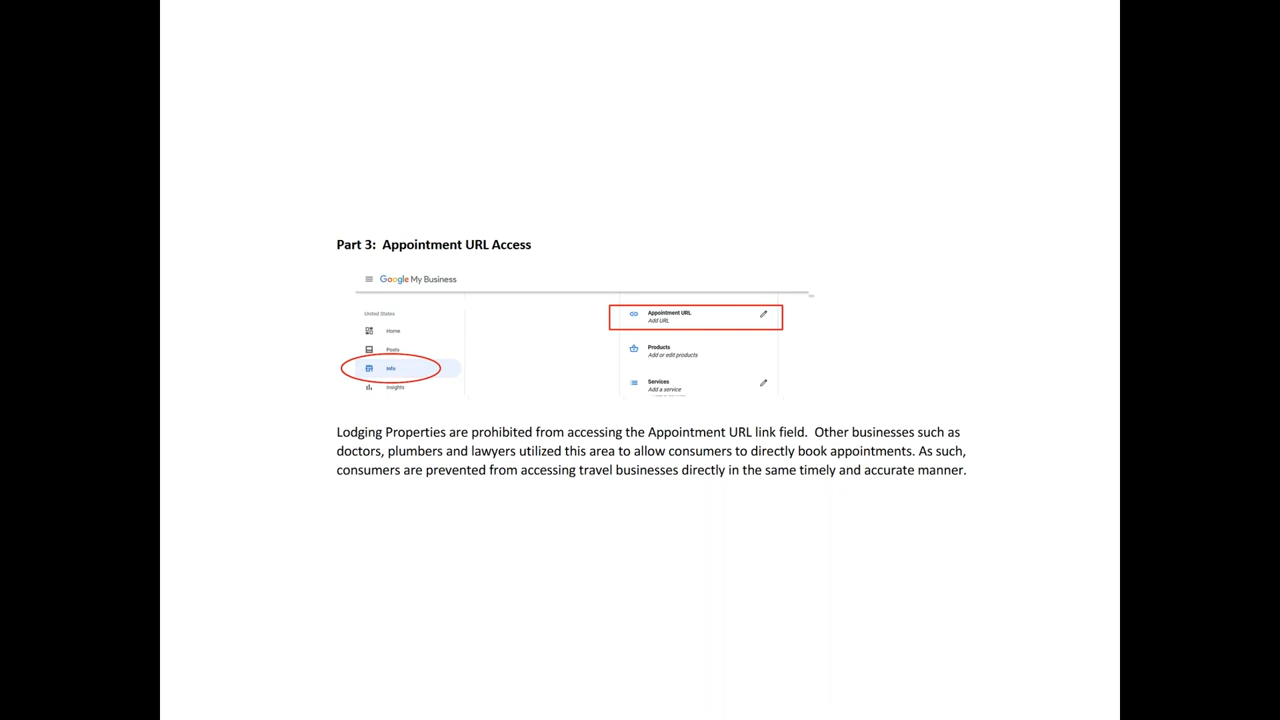 Part 3:  Appointment URL Access
Google My Business
United States
Home
Posts
Info
Insights
Appointment URL
Add URL
Products
Add or edit products
Services
Add a service
Lodging Properties are prohibited from accessing the Appointment URL link field.  Other businesses such as
doctors, plumbers and lawyers utilized this area to allow consumers to directly book appointments. As such,
consumers are prevented from accessing travel businesses directly in the same timely and accurate manner.